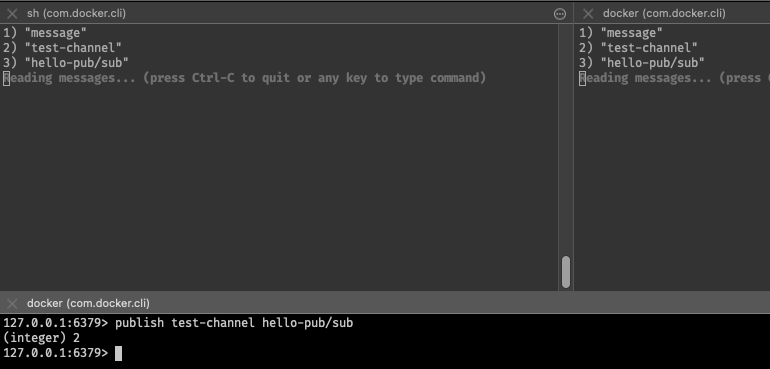 sh (com.docker.cli)
1) "message"
2) "test-channel"
3) "hello-pub/sub"
Reading messages... (press Ctrl-C to quit or any key to type command)
docker (com.docker.cli)
1) "message"
2) "test-channel"
3) "hello-pub/sub"
Reading messages... (press
docker (com.docker.cli)
127.0.0.1:6379> publish test-channel hello-pub/sub
(integer) 2
127.0.0.1:6379>